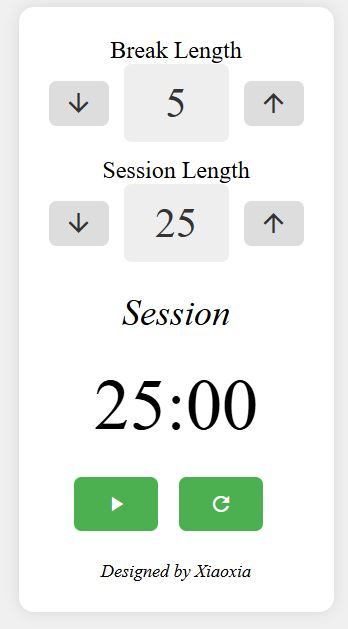 Break Length
5
Session Length
25
Session
25:00
Designed by Xiaoxia